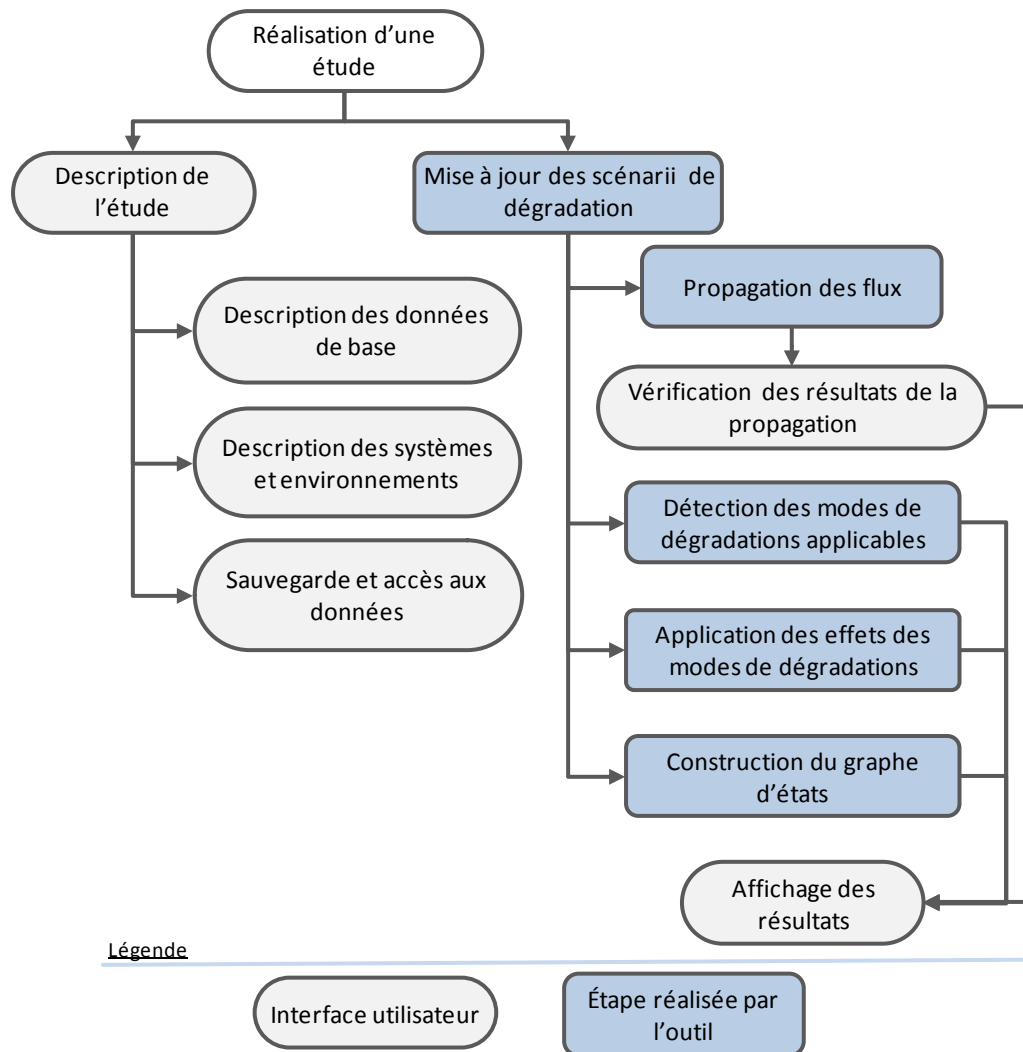 Réalisation d’une
étude
Description de
l’étude
Mise à jour des scénarii de
dégradation
Propagation des flux
Description des données
de base
Vérification des résultats de la
propagation
Description des systèmes
et environnements
Détection des modes de
dégradations applicables
Sauvegarde et accès aux
données
Application des effets des
modes de dégradations
Construction du graphe
d’états
Affichage des
résultats
Légende
Interface utilisateur
Étape réalisée par
l’outil